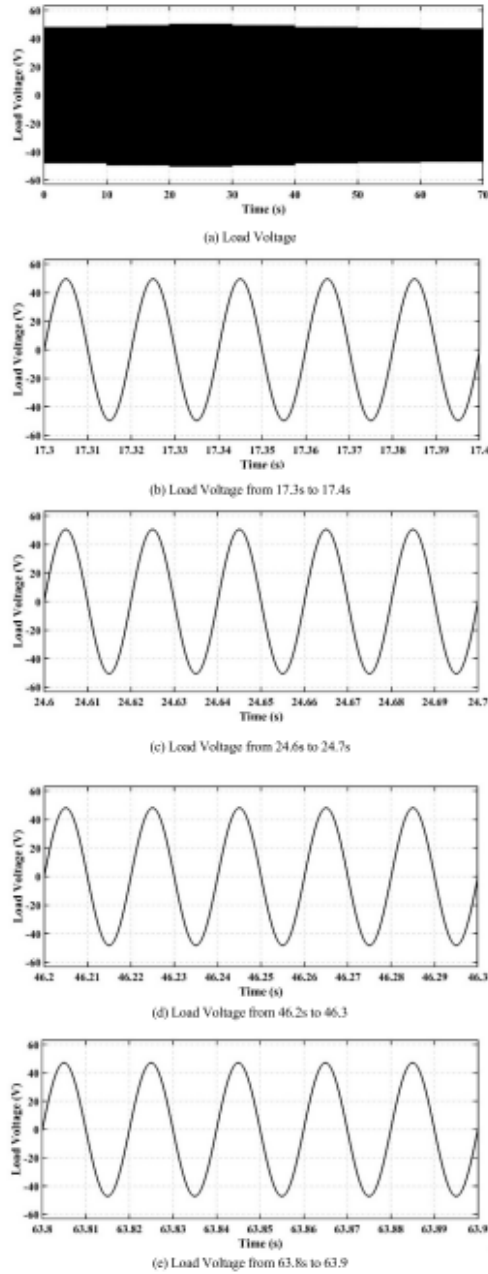 60
40
20
0
-20
-40
-60
Load Voltage (V)
0 10 20 30 40 50 60 70
Time (s)
(a) Load Voltage
60
40
20
0
-20
-40
-60
Load Voltage (V)
17.3 17.31 17.32 17.33 17.34 17.35 17.36 17.37 17.38 17.39 17.4
Time (s)
(b) Load Voltage from 17.3s to 17.4s
60
40
20
0
-20
-40
-60
Load Voltage (V)
24.6 24.61 24.62 24.63 24.64 24.65 24.66 24.67 24.68 24.69 24.7
Time (s)
(c) Load Voltage from 24.6s to 24.7s
60
40
20
0
-20
-40
-60
Load Voltage (V)
46.2 46.21 46.22 46.23 46.24 46.25 46.26 46.27 46.28 46.29 46.3
Time (s)
(d) Load Voltage from 46.2s to 46.3
60
40
20
0
-20
-40
-60
Load Voltage (V)
63.8 63.81 63.82 63.83 63.84 63.85 63.86 63.87 63.88 63.89 63.9
Time (s)
(e) Load Voltage from 63.8s to 63.9